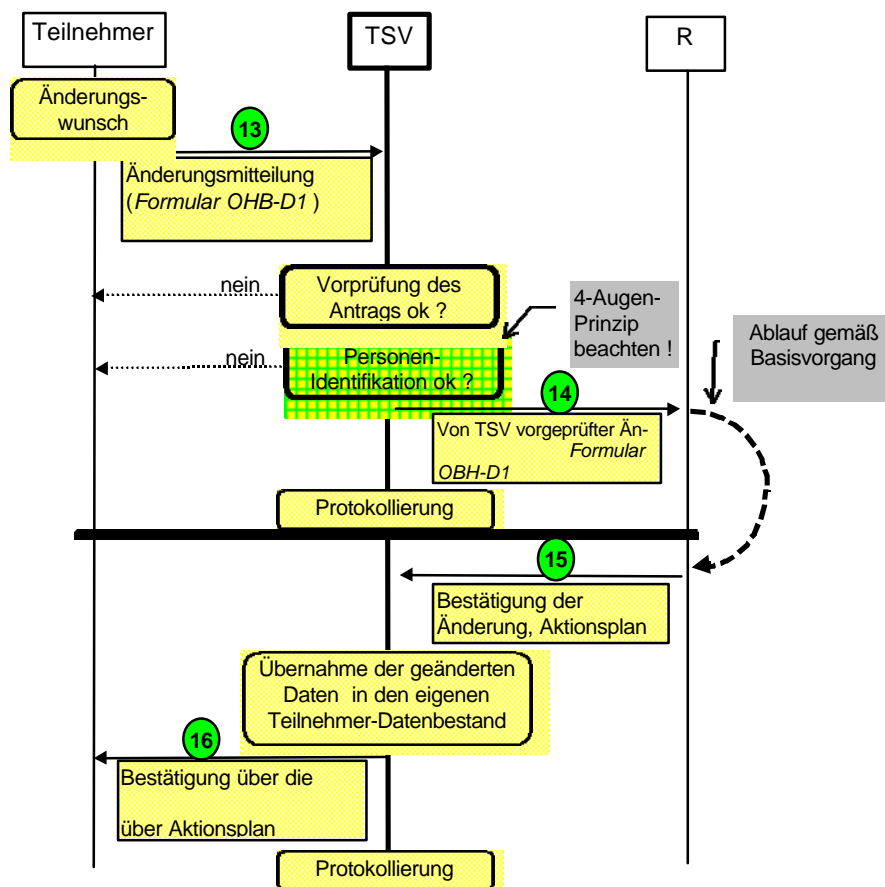 Teilnehmer
TSV
R
Änderungs-
wunsch
13
Änderungsmitteilung
(Formular OHB-D1 )
nein
Vorprüfung des
Antrags ok ?
4-Augen-
Prinzip
beachten !
Ablauf gemäß
Basisvorgang
nein
Personen-
Identifikation ok ?
14
Von TSV vorgeprüfter Än-
Formular
OBH-D1
Protokollierung
15
Bestätigung der
Änderung, Aktionsplan
Übernahme der geänderten
Daten in den eigenen
Teilnehmer-Datenbestand
16
Bestätigung über die
über Aktionsplan
Protokollierung